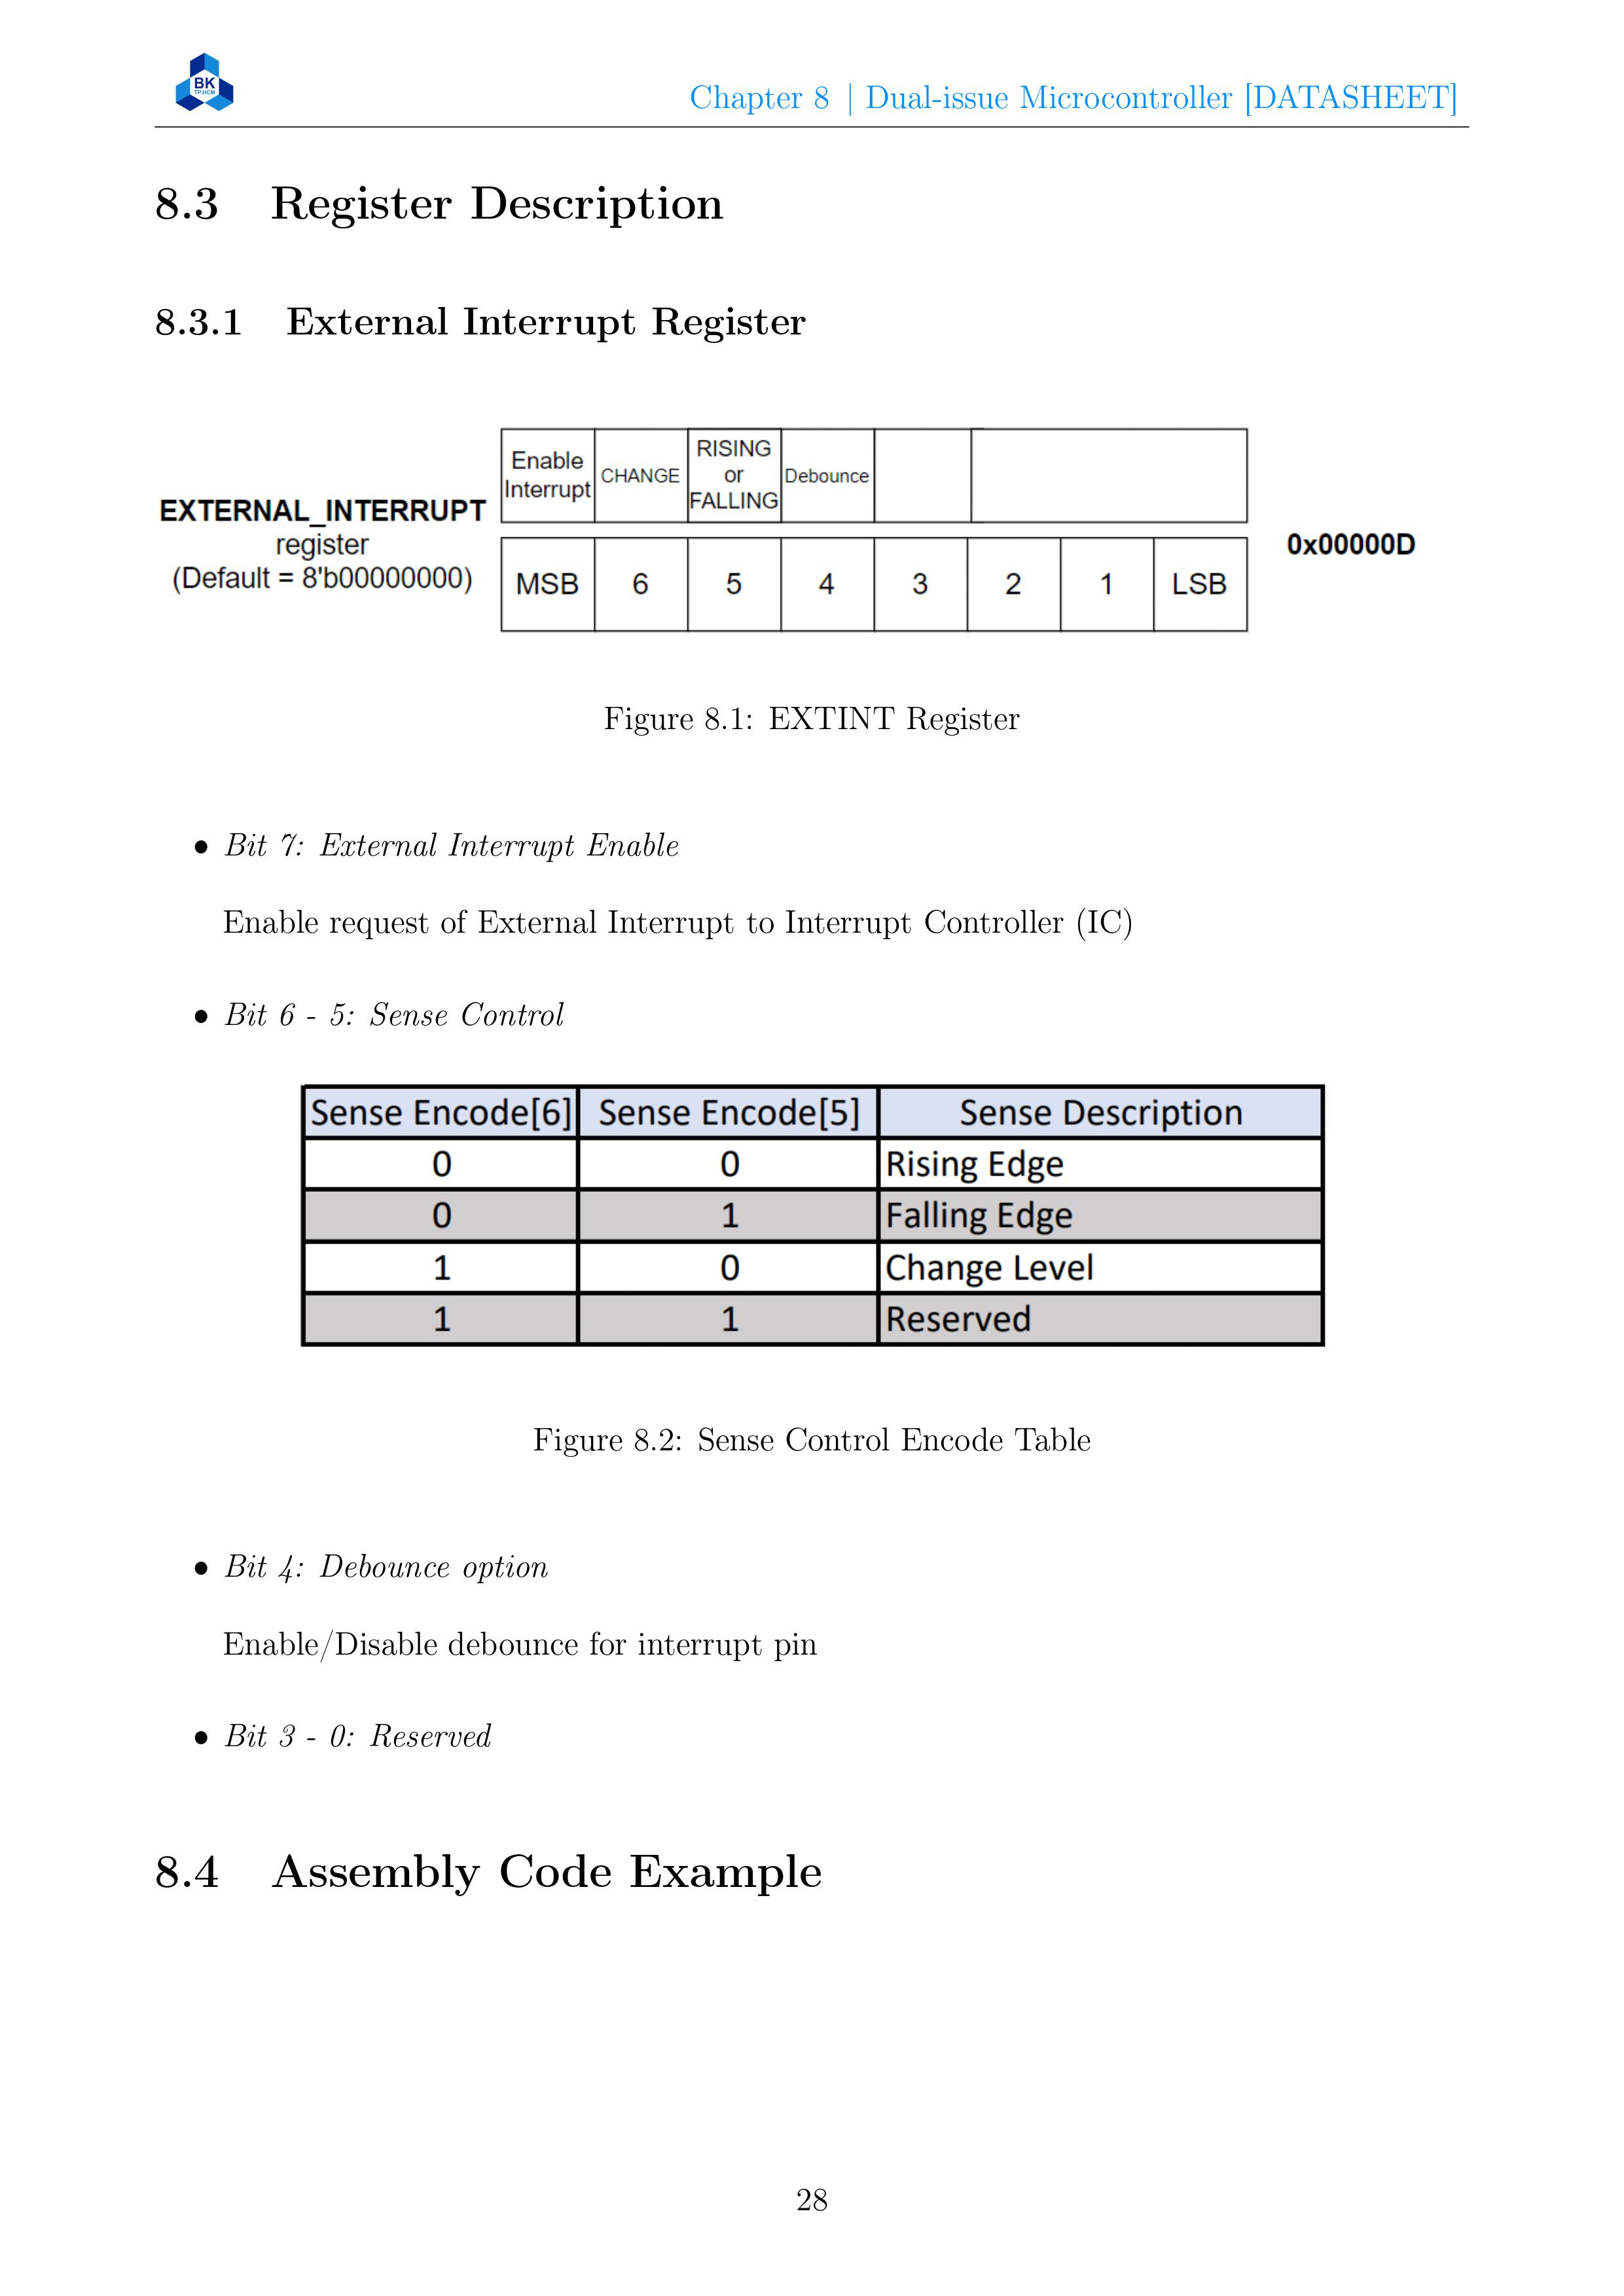 BK
TP.HCM
Chapter 8 | Dual-issue Microcontroller [DATASHEET]
8.3 Register Description
8.3.1 External Interrupt Register
Enable Interrupt CHANGE RISING or FALLING Debounce
EXTERNAL_INTERRUPT
register
(Default = 8'b00000000)
MSB 6 5 4 3 2 1 LSB
0x00000D
Figure 8.1: EXTINT Register
• Bit 7: External Interrupt Enable
Enable request of External Interrupt to Interrupt Controller (IC)
• Bit 6 - 5: Sense Control
Sense Encode[6] Sense Encode[5] Sense Description
0 0 Rising Edge
0 1 Falling Edge
1 0 Change Level
1 1 Reserved
Figure 8.2: Sense Control Encode Table
• Bit 4: Debounce option
Enable/Disable debounce for interrupt pin
• Bit 3 - 0: Reserved
8.4 Assembly Code Example
28